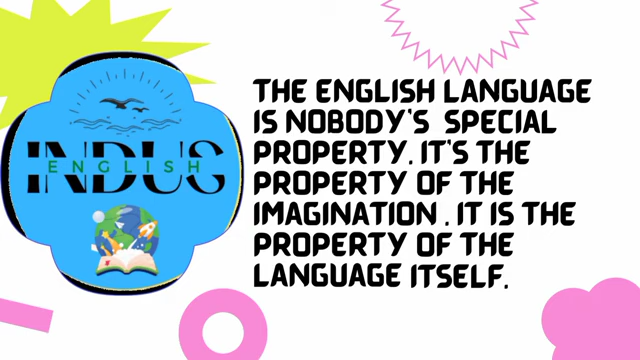 INDUS
ENGLISH
THE ENGLISH LANGUAGE
IS NOBODY'S SPECIAL
PROPERTY. IT'S THE
PROPERTY OF THE
IMAGINATION . IT IS THE
PROPERTY OF THE
LANGUAGE ITSELF.